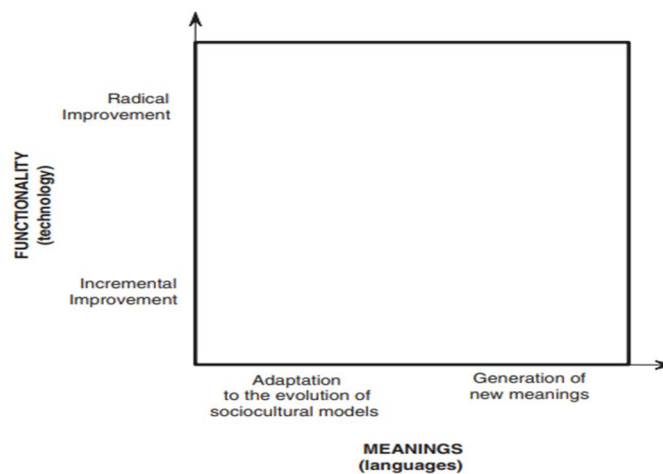 Radical
Improvement
FUNCTIONALITY
(technology)
Incremental
Improvement
Adaptation
to the evolution of
sociocultural models
Generation of
new meanings
MEANINGS
(languages)